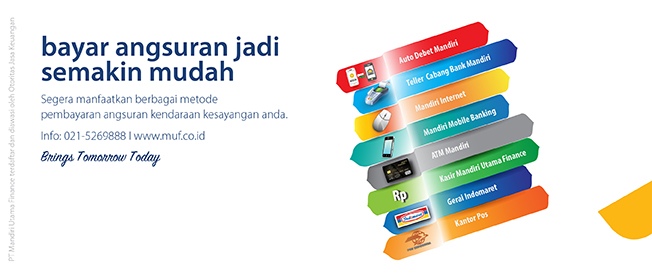 PT Mandiri Utama Finance terdaftar dan diawasi oleh Otoritas Jasa Keuangan
bayar angsuran jadi
semakin mudah
Segera manfaatkan berbagai metode
pembayaran angsuran kendaraan kesayangan anda.
Info: 021-5269888 I www.muf.co.id
Brings Tomorrow Today
Auto Debet Mandiri
Teller Cabang Bank Mandiri
Mandiri Internet
Mandiri Mobile Banking
ATM Mandiri
Rp
Kasir Mandiri Utama Finance
Indomaret
Gerai Indomaret
Kantor Pos